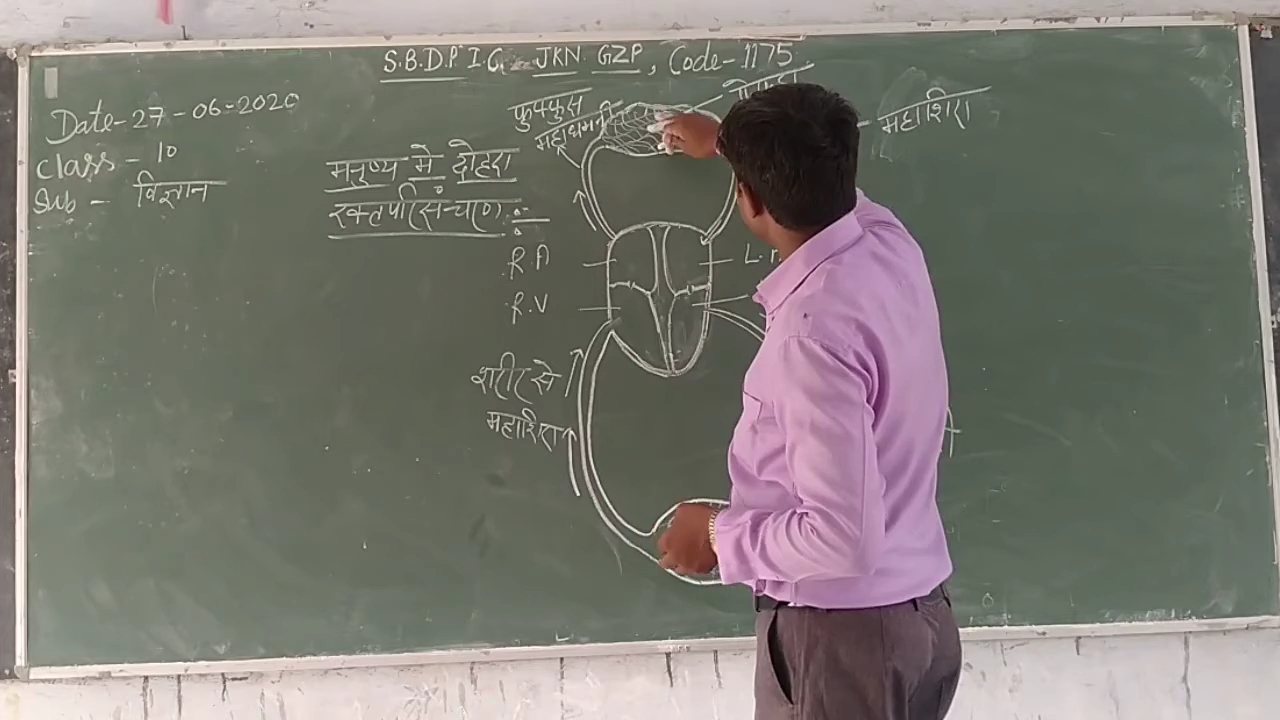 S.B.D.P. I.C. JKN. GZP, Code-1175
Date-27-06-2020
Class - 10
Sub - विज्ञान
मनुष्य मे दोहरा
रक्त परिसंचरण :-
फुफ्फुस
महाधमनी
महाशिरा
R.A
R.V
L.
शरीर से
महाशिरा